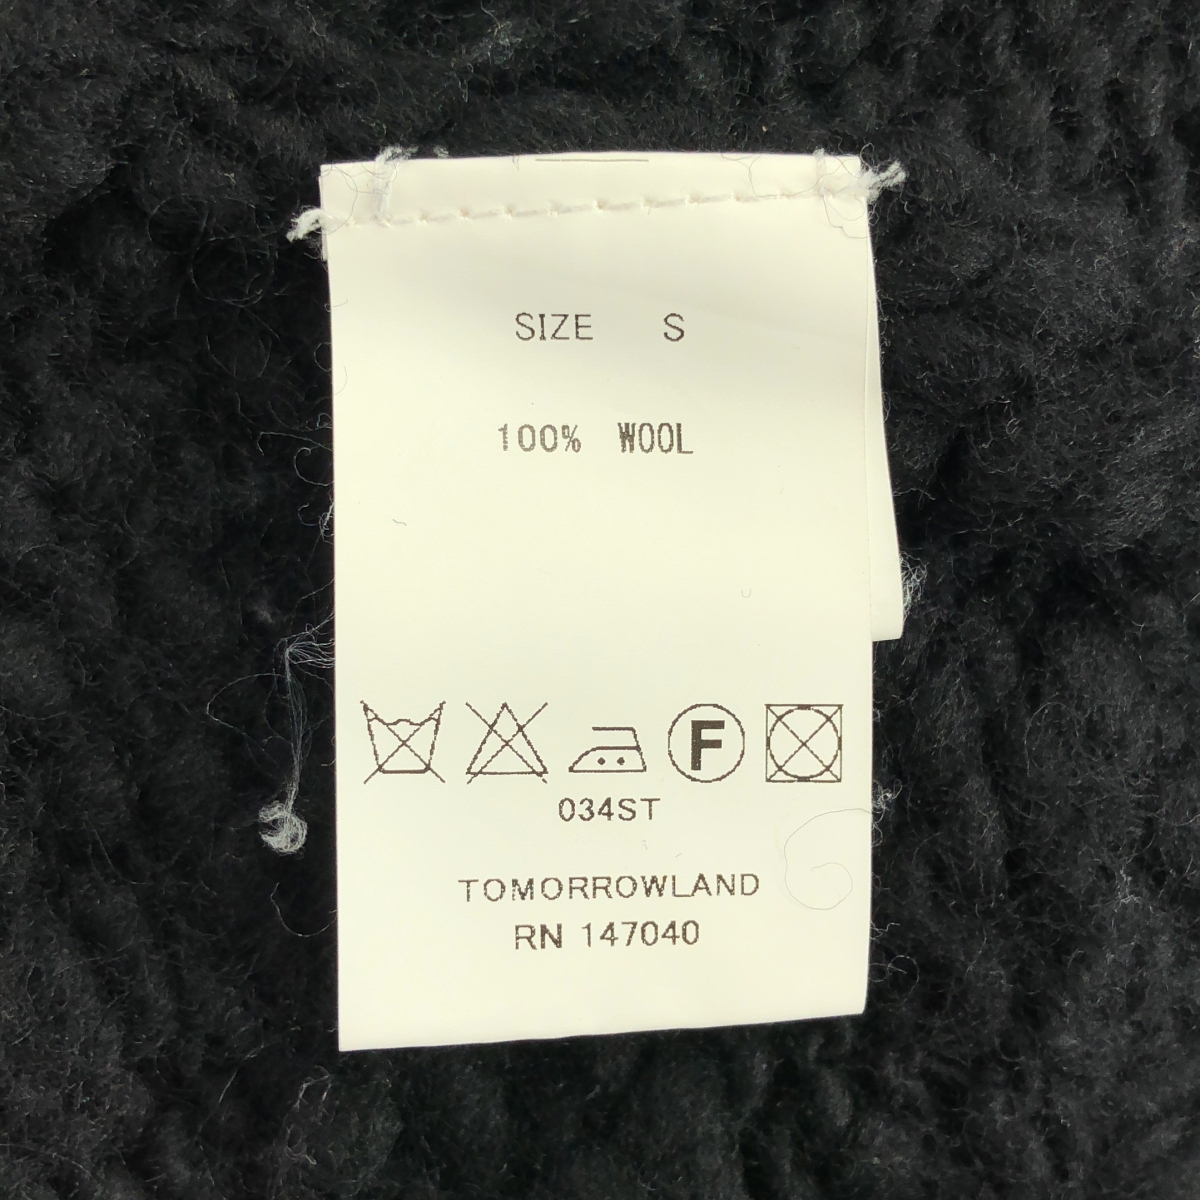 SIZE S
100% WOOL
F
034ST
TOMORROWLAND
RN 147040